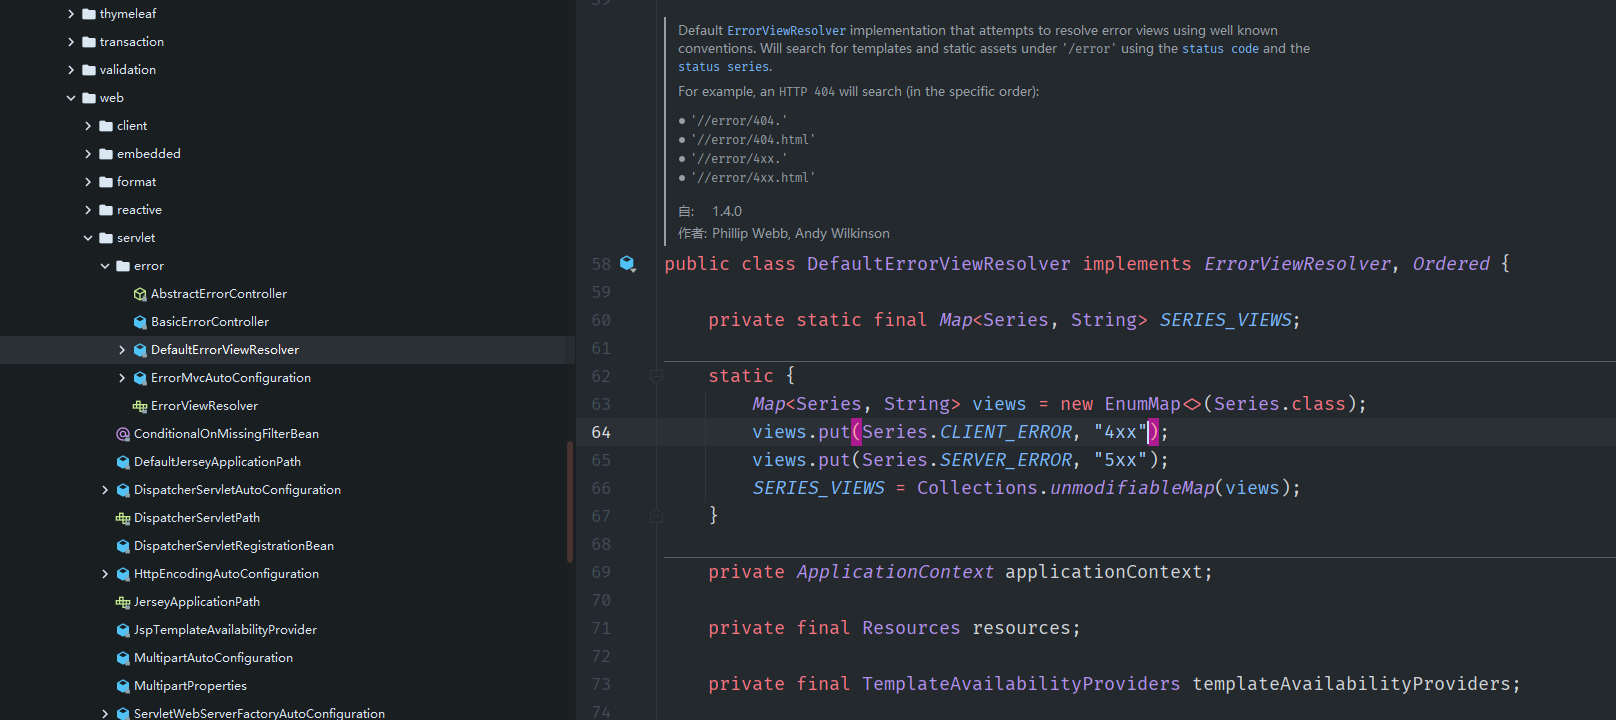 thymeleaf
transaction
validation
web
client
embedded
format
reactive
servlet
error
AbstractErrorController
BasicErrorController
DefaultErrorViewResolver
ErrorMvcAutoConfiguration
ErrorViewResolver
ConditionalOnMissingFilterBean
DefaultJerseyApplicationPath
DispatcherServletAutoConfiguration
DispatcherServletPath
DispatcherServletRegistrationBean
HttpEncodingAutoConfiguration
JerseyApplicationPath
JspTemplateAvailabilityProvider
MultipartAutoConfiguration
MultipartProperties
ServletWebServerFactoryAutoConfiguration
Default ErrorViewResolver implementation that attempts to resolve error views using well known
conventions. Will search for templates and static assets under '/error' using the status code and the
status series.
For example, an HTTP 404 will search (in the specific order):
• '//error/404.'
• '//error/404.html'
• '//error/4xx.'
• '//error/4xx.html'
自: 1.4.0
作者: Phillip Webb, Andy Wilkinson
58 public class DefaultErrorViewResolver implements ErrorViewResolver, Ordered {
59
60 private static final Map<Series, String> SERIES_VIEWS;
61
62 static {
63 Map<Series, String> views = new EnumMap<>(Series.class);
64 views.put(Series.CLIENT_ERROR, "4xx");
65 views.put(Series.SERVER_ERROR, "5xx");
66 SERIES_VIEWS = Collections.unmodifiableMap(views);
67 }
68
69 private ApplicationContext applicationContext;
70
71 private final Resources resources;
72
73 private final TemplateAvailabilityProviders templateAvailabilityProviders;
74